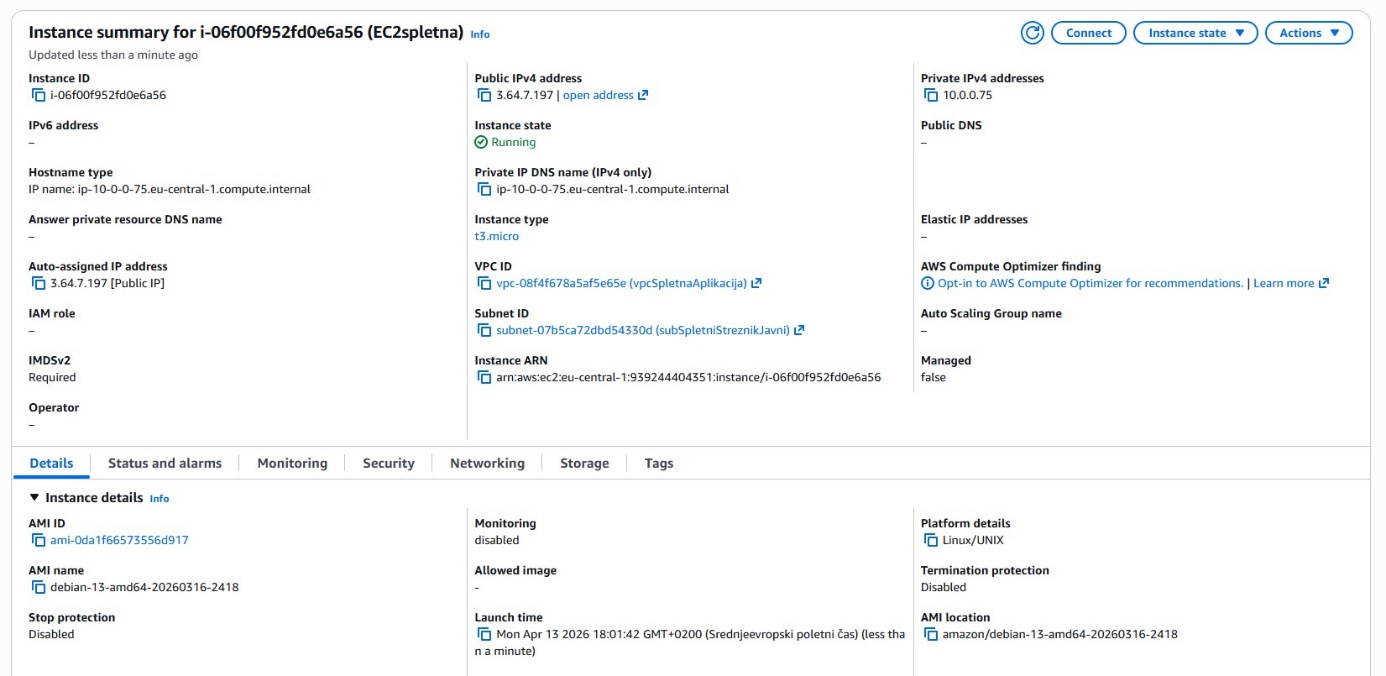 Instance summary for i-06f00f952fd0e6a56 (EC2spletna) Info
Connect
Instance state
Actions
Updated less than a minute ago
Instance ID
i-06f00f952fd0e6a56
Public IPv4 address
3.64.7.197 | open address
Private IPv4 addresses
10.0.0.75
IPv6 address
–
Instance state
Running
Public DNS
–
Hostname type
IP name: ip-10-0-0-75.eu-central-1.compute.internal
Private IP DNS name (IPv4 only)
ip-10-0-0-75.eu-central-1.compute.internal
Answer private resource DNS name
–
Instance type
t3.micro
Elastic IP addresses
–
Auto-assigned IP address
3.64.7.197 [Public IP]
VPC ID
vpc-08f4f678a5af5e65e (vpcSpletnaAplikacija)
AWS Compute Optimizer finding
Opt-in to AWS Compute Optimizer for recommendations. | Learn more
IAM role
–
Subnet ID
subnet-07b5ca72dbd54330d (subSpletniStreznikJavni)
Auto Scaling Group name
–
IMDSv2
Required
Instance ARN
arn:aws:ec2:eu-central-1:939244404351:instance/i-06f00f952fd0e6a56
Managed
false
Operator
–
Details
Status and alarms
Monitoring
Security
Networking
Storage
Tags
Instance details Info
AMI ID
ami-0da1f66573556d917
Monitoring
disabled
Platform details
Linux/UNIX
AMI name
debian-13-amd64-20260316-2418
Allowed image
-
Termination protection
Disabled
Stop protection
Disabled
Launch time
Mon Apr 13 2026 18:01:42 GMT+0200 (Srednjeevropski poletni čas) (less tha
n a minute)
AMI location
amazon/debian-13-amd64-20260316-2418